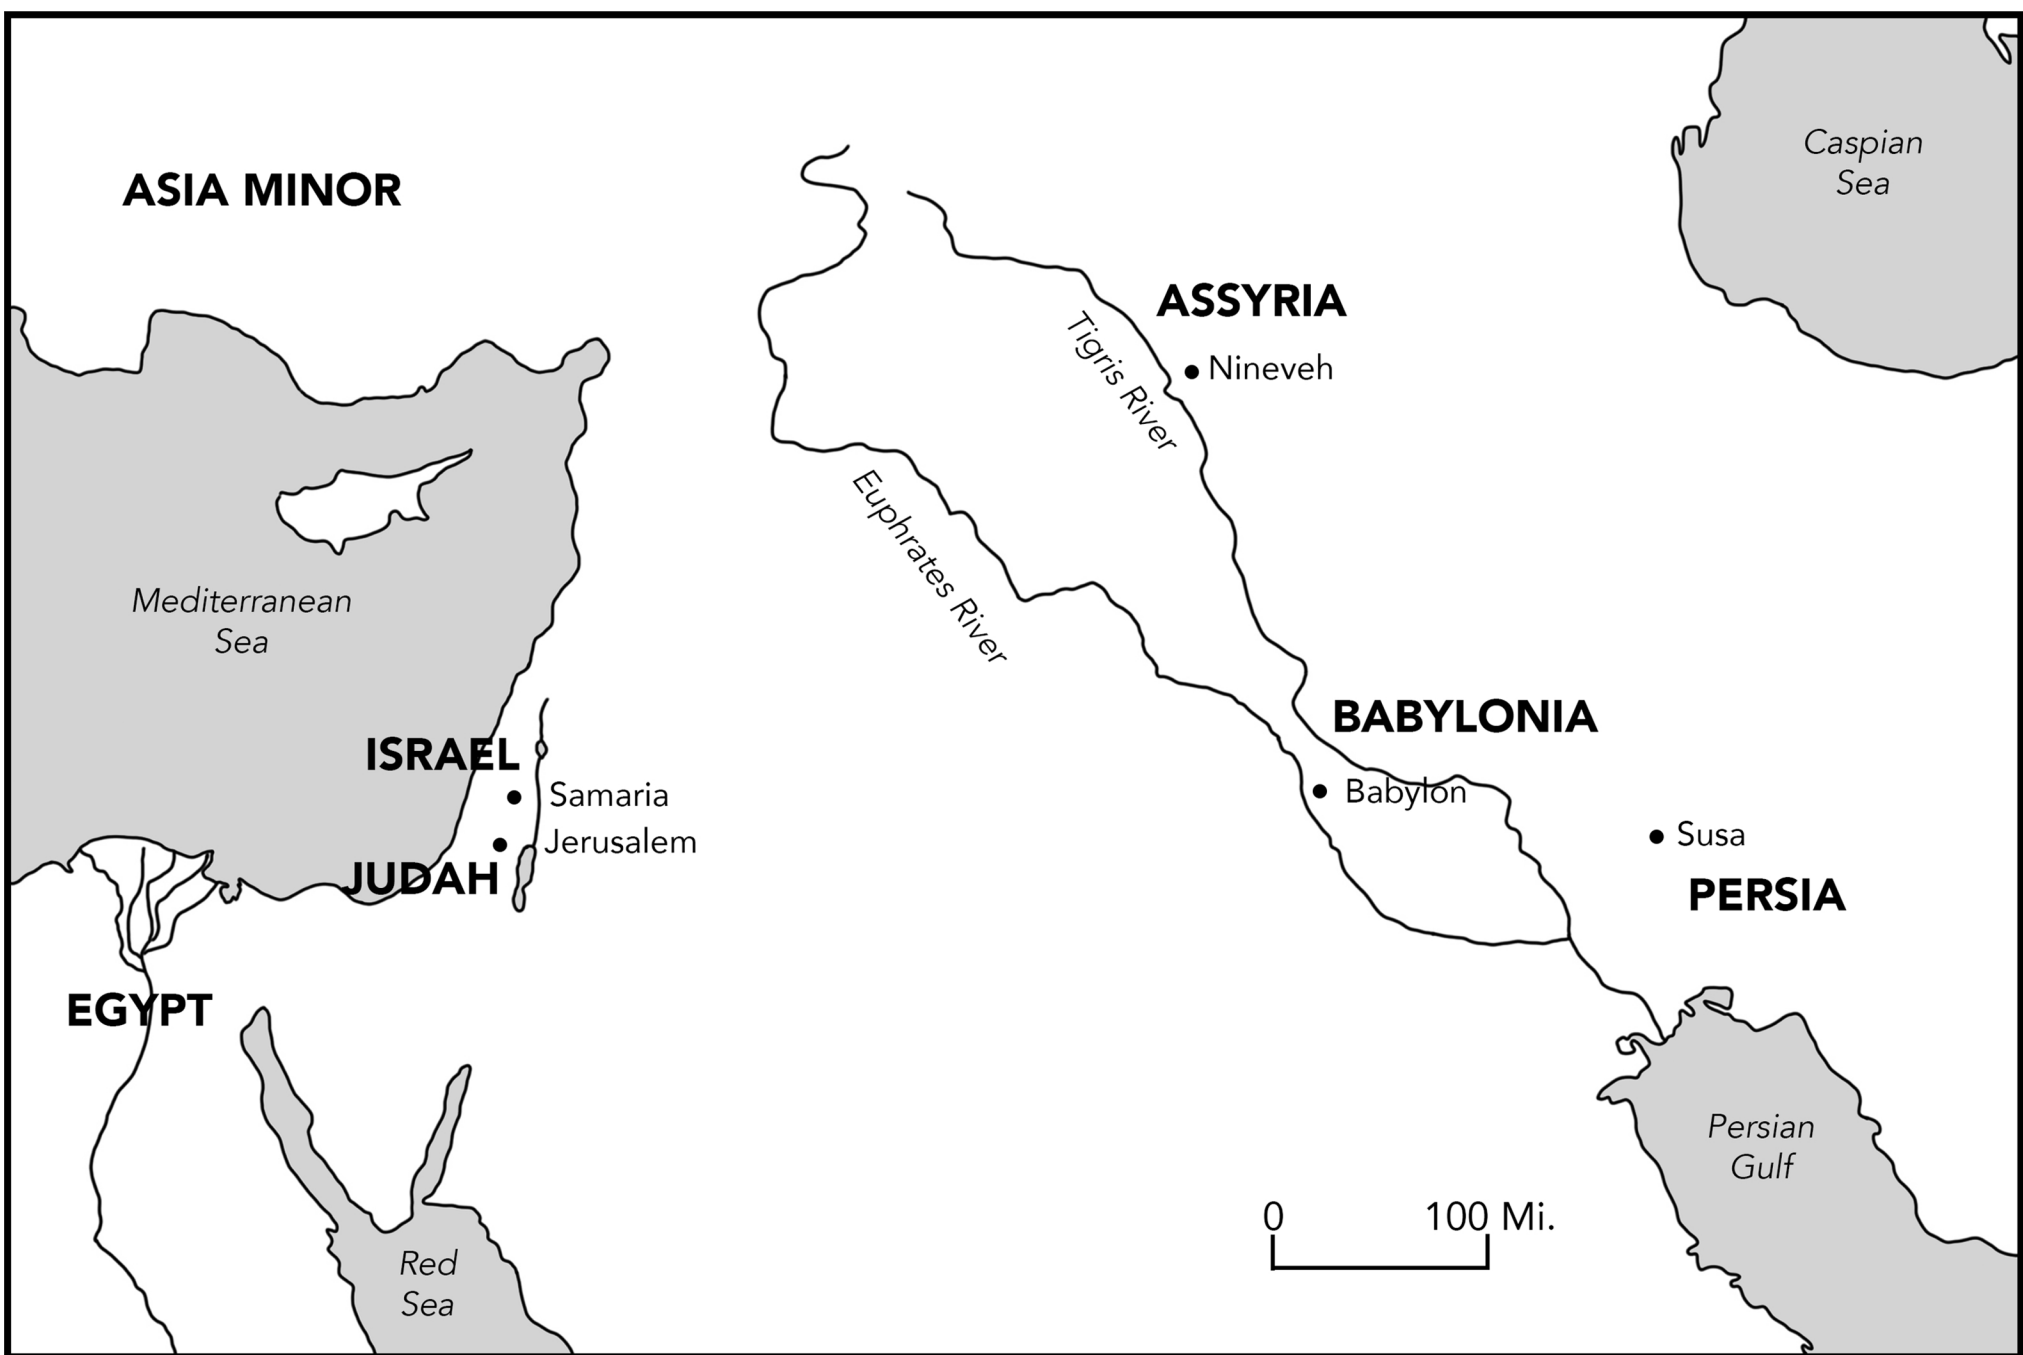 Caspian
Sea
ASIA MINOR
ASSYRIA
Tigris River
Nineveh
Euphrates River
Mediterranean
Sea
BABYLONIA
ISRAEL
Samaria
Babylon
Jerusalem
Susa
JUDAH
PERSIA
EGYPT
Persian
Gulf
0 100 Mi.
Red
Sea